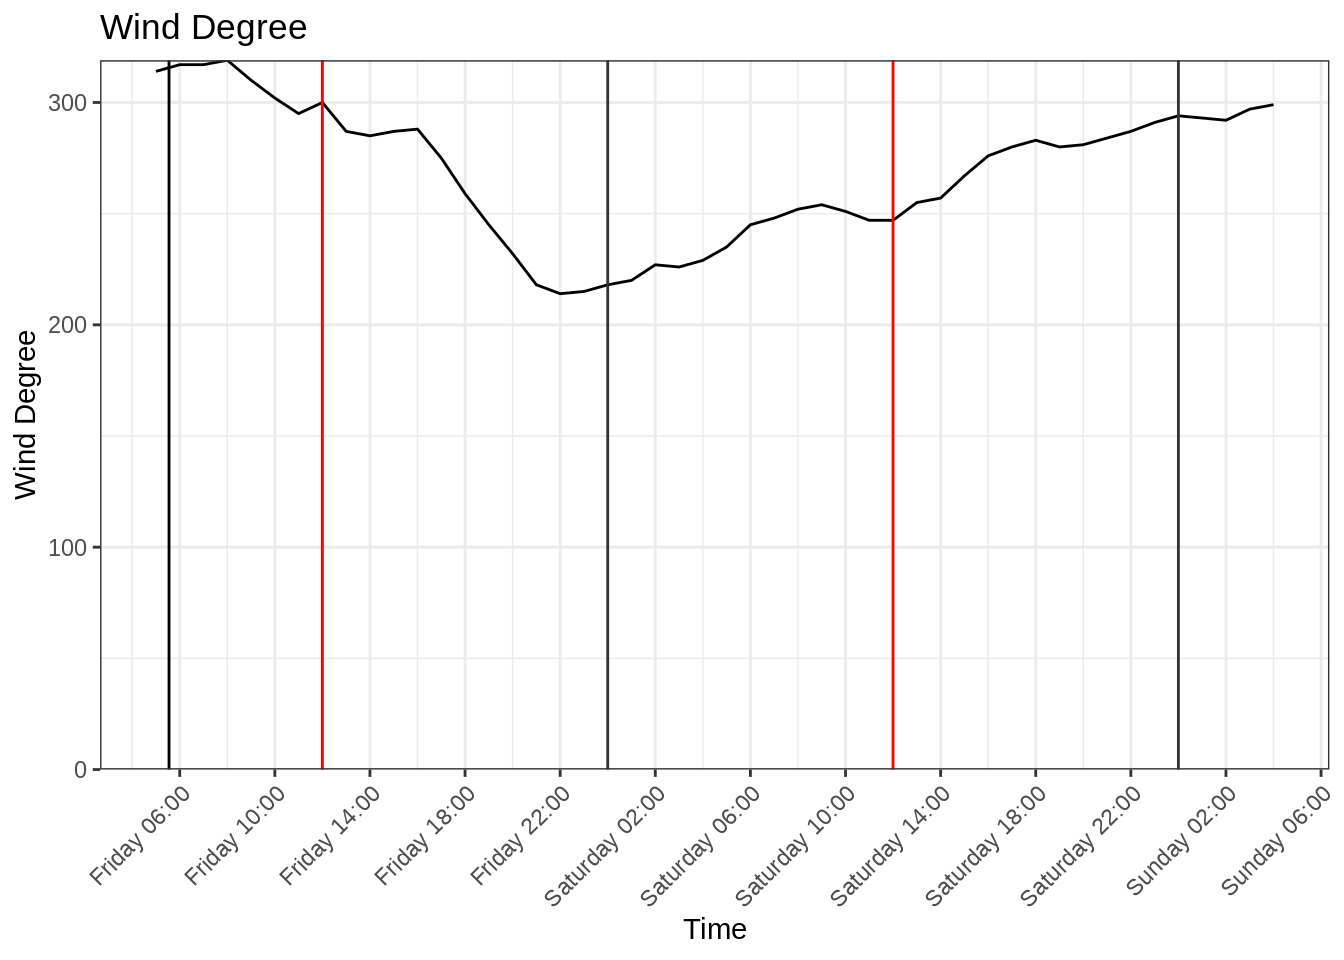 Wind Degree
Wind Degree
300
200
100
0
Friday 06:00
Friday 10:00
Friday 14:00
Friday 18:00
Friday 22:00
Saturday 02:00
Saturday 06:00
Saturday 10:00
Saturday 14:00
Saturday 18:00
Saturday 22:00
Sunday 02:00
Sunday 06:00
Time